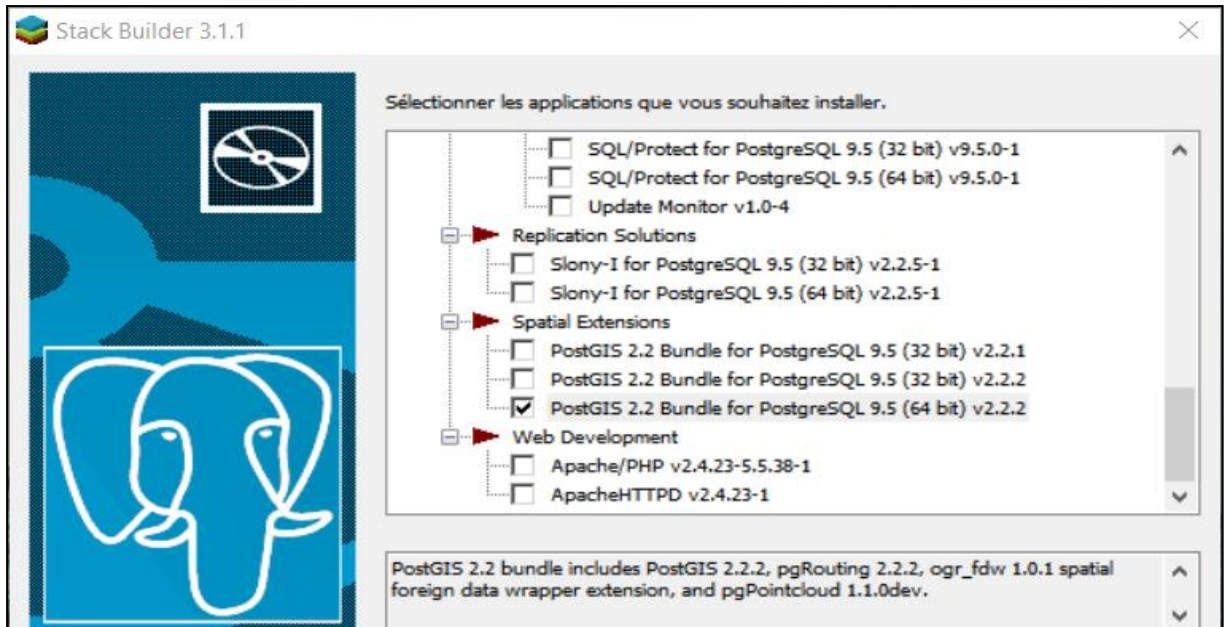 Stack Builder 3.1.1
Sélectionner les applications que vous souhaitez installer.
SQL/Protect for PostgreSQL 9.5 (32 bit) v9.5.0-1
SQL/Protect for PostgreSQL 9.5 (64 bit) v9.5.0-1
Update Monitor v1.0-4
Replication Solutions
Slony-I for PostgreSQL 9.5 (32 bit) v2.2.5-1
Slony-I for PostgreSQL 9.5 (64 bit) v2.2.5-1
Spatial Extensions
PostGIS 2.2 Bundle for PostgreSQL 9.5 (32 bit) v2.2.1
PostGIS 2.2 Bundle for PostgreSQL 9.5 (32 bit) v2.2.2
PostGIS 2.2 Bundle for PostgreSQL 9.5 (64 bit) v2.2.2
Web Development
Apache/PHP v2.4.23-5.5.38-1
ApacheHTTPD v2.4.23-1
PostGIS 2.2 bundle includes PostGIS 2.2.2, pgRouting 2.2.2, ogr_fdw 1.0.1 spatial
foreign data wrapper extension, and pgPointcloud 1.1.0dev.